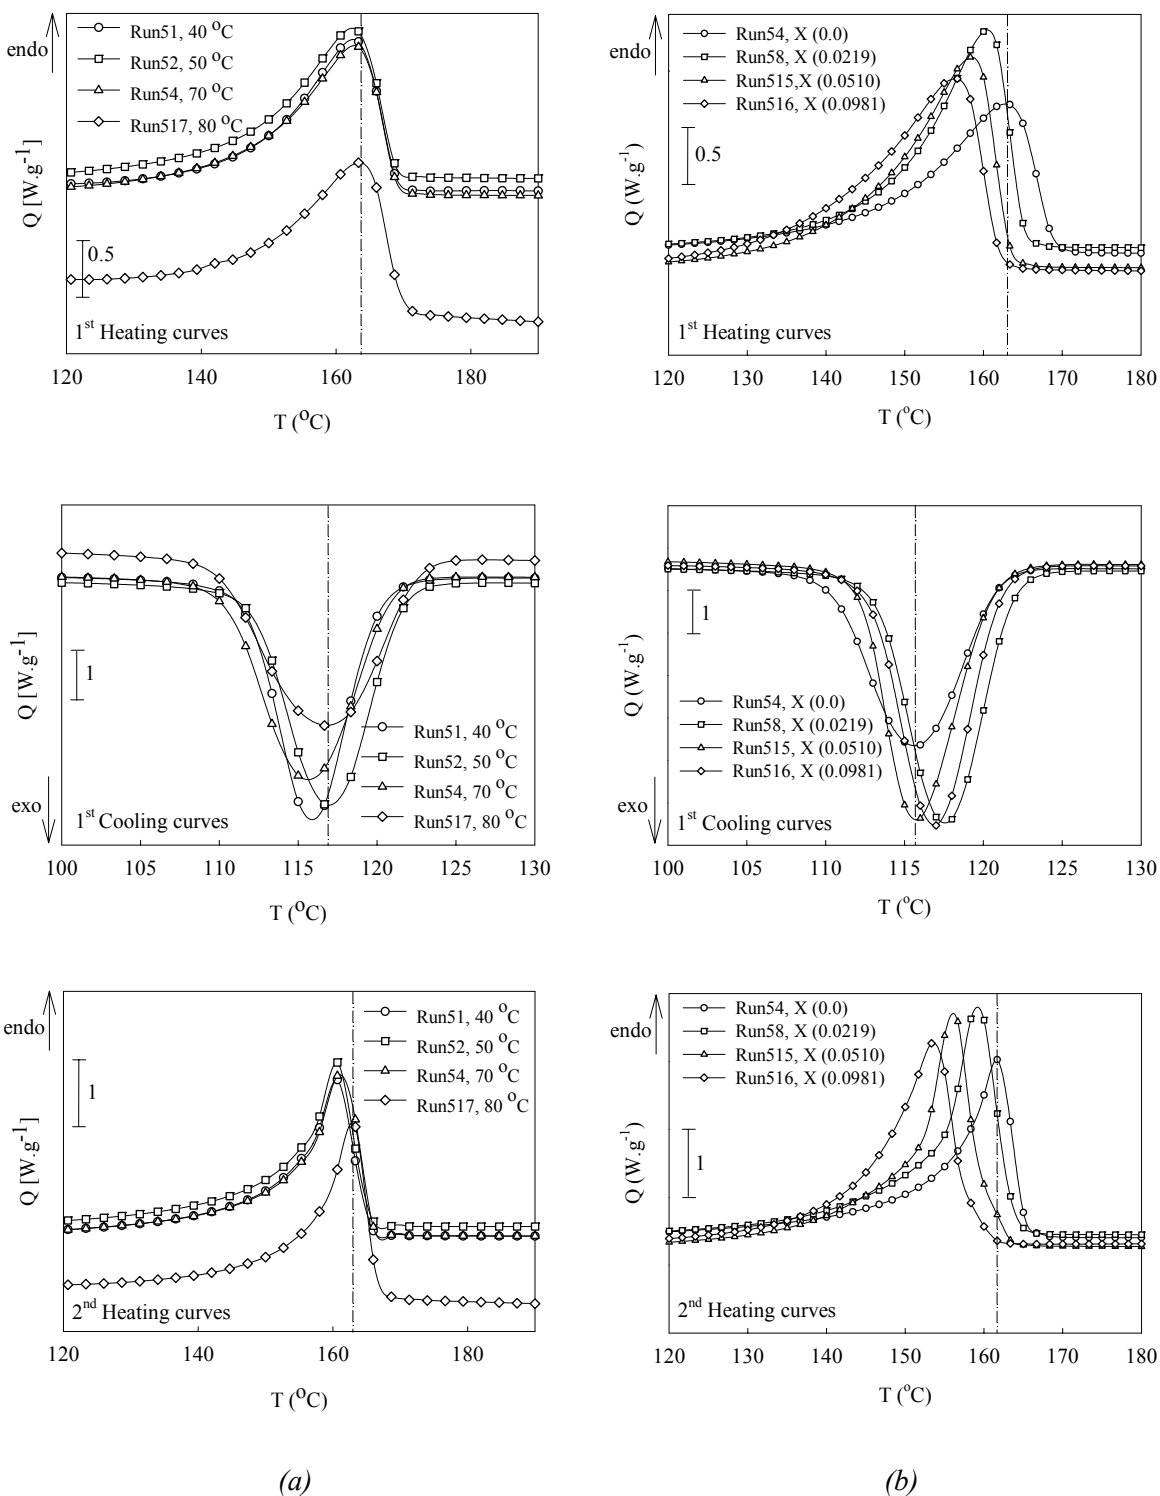 endo
Run51, 40 °C
Run52, 50 °C
Run54, 70 °C
Run517, 80 °C
Q [W.g-1]
0.5
1st Heating curves
120 140 160 180
T (°C)
endo
Run54, X (0.0)
Run58, X (0.0219)
Run515,X (0.0510)
Run516, X (0.0981)
Q (W.g-1)
0.5
1st Heating curves
120 130 140 150 160 170 180
T (°C)
Q [W.g-1]
1
Run51, 40 °C
Run52, 50 °C
Run54, 70 °C
Run517, 80 °C
exo
1st Cooling curves
100 105 110 115 120 125 130
T (°C)
Q (W.g-1)
1
Run54, X (0.0)
Run58, X (0.0219)
Run515, X (0.0510)
Run516, X (0.0981)
exo
1st Cooling curves
100 105 110 115 120 125 130
T (°C)
endo
Run51, 40 °C
Run52, 50 °C
Run54, 70 °C
Run517, 80 °C
Q [W.g-1]
1
2nd Heating curves
120 140 160 180
T (°C)
endo
Run54, X (0.0)
Run58, X (0.0219)
Run515, X (0.0510)
Run516, X (0.0981)
Q (W.g-1)
1
2nd Heating curves
120 130 140 150 160 170 180
T (°C)
(a)
(b)